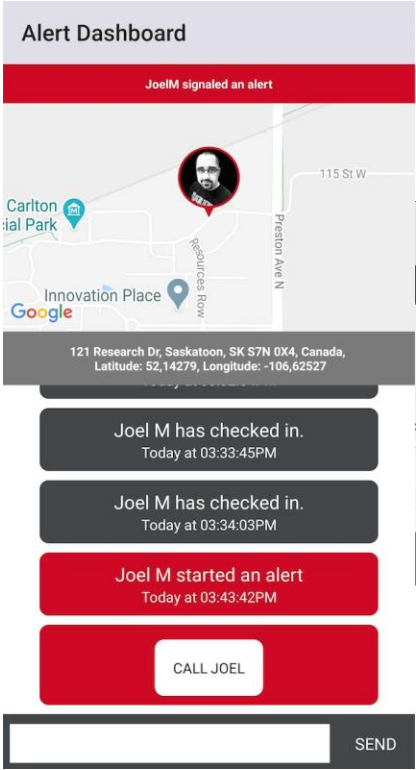 Alert Dashboard
JoelM signaled an alert
115 St W
Carlton
ial Park
Preston Ave N
Resources Row
Innovation Place
Google
121 Research Dr, Saskatoon, SK S7N 0X4, Canada,
Latitude: 52,14279, Longitude: -106,62527
Joel M has checked in.
Today at 03:33:45PM
Joel M has checked in.
Today at 03:34:03PM
Joel M started an alert
Today at 03:43:42PM
CALL JOEL
SEND